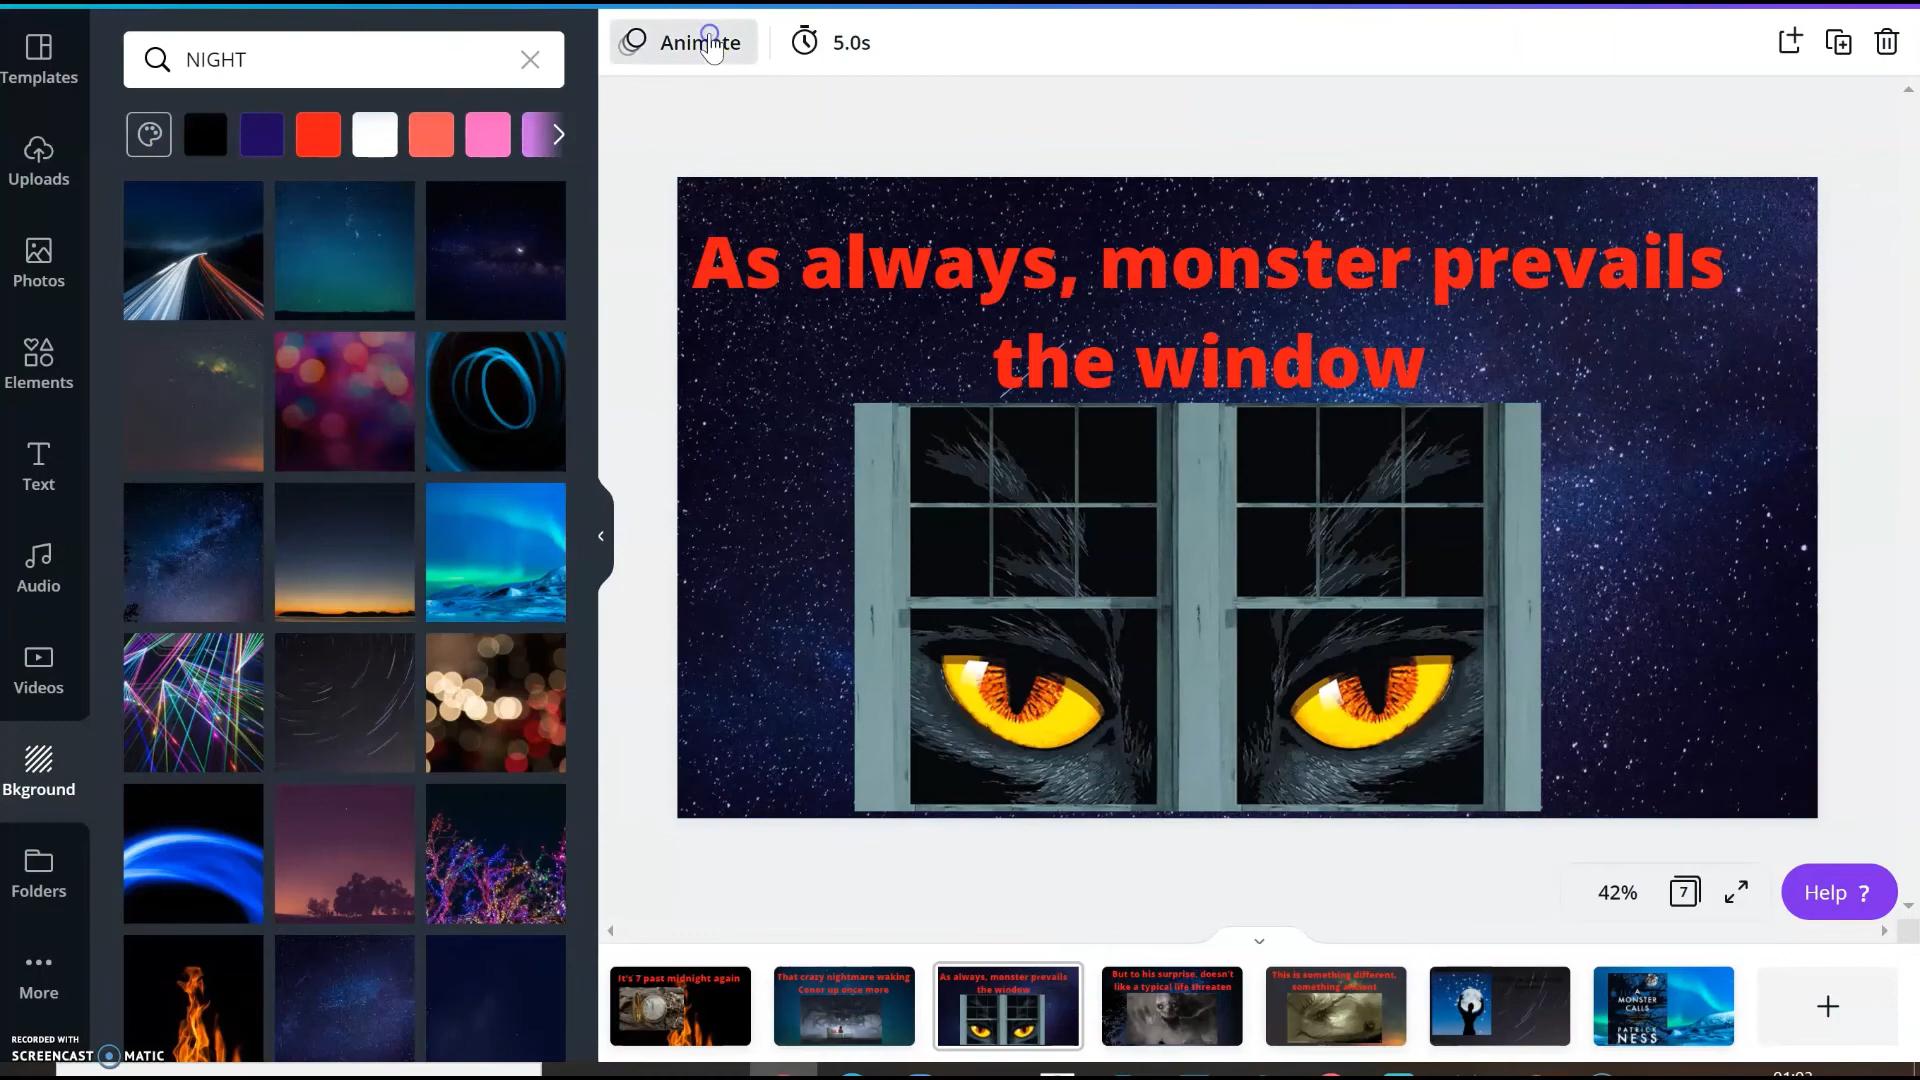 NIGHT
Animate
5.0s
Templates
Uploads
Photos
Elements
Text
Audio
Videos
Bkground
Folders
More
As always, monster prevails
the window
42%
7
Help ?
It's 7 past midnight again
That crazy nightmare waking
Conor up once more
As always, monster prevails
the window
But to his surprise, doesn't
like a typical life threaten
This is something different,
something ancient
A
MONSTER
CALLS
PATRICK
NESS
RECORDED WITH
SCREENCAST MATIC